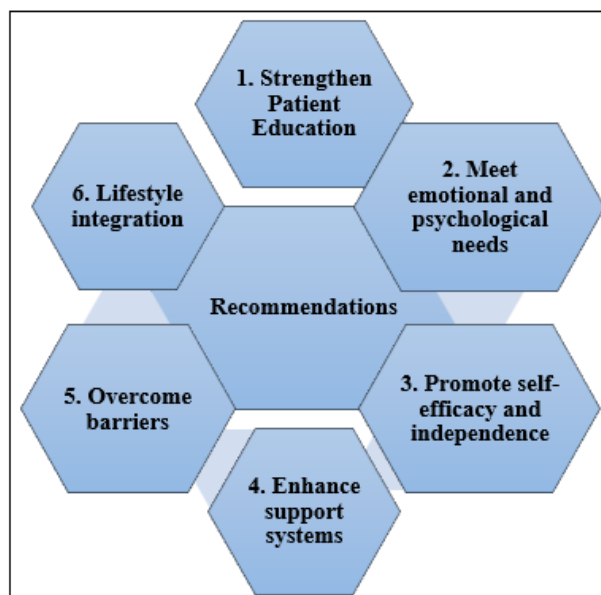 1. Strengthen
Patient
Education
2. Meet
emotional and
psychological
needs
6. Lifestyle
integration
Recommendations
3. Promote self-
efficacy and
independence
5. Overcome
barriers
4. Enhance
support
systems